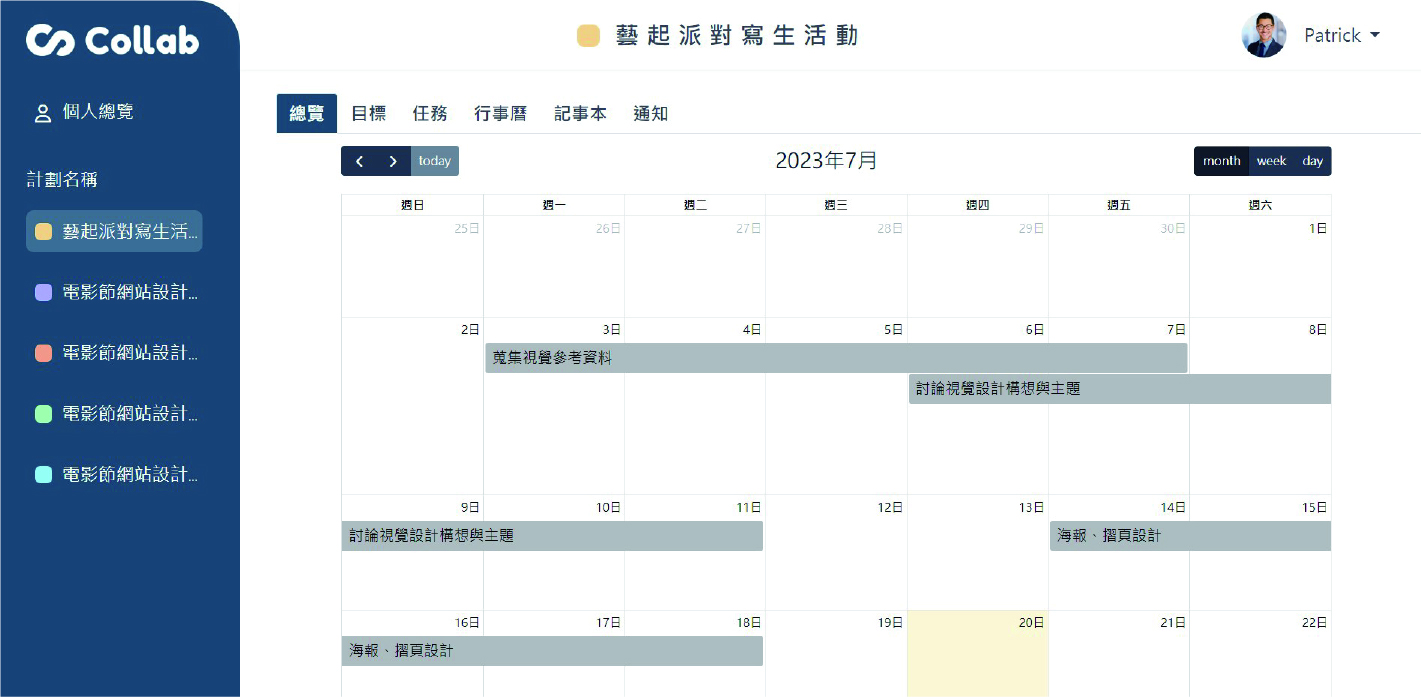 Collab
個人總覽
計劃名稱
藝起派對寫生活...
電影節網站設計...
電影節網站設計...
電影節網站設計...
電影節網站設計...
藝起派對寫生活動
Patrick
總覽 目標 任務 行事曆 記事本 通知
today
2023年7月
month week day
週日 週一 週二 週三 週四 週五 週六
25日 26日 27日 28日 29日 30日 1日
2日 3日 4日 5日 6日 7日 8日
蒐集視覺參考資料
討論視覺設計構想與主題
9日 10日 11日 12日 13日 14日 15日
討論視覺設計構想與主題 海報、摺頁設計
16日 17日 18日 19日 20日 21日 22日
海報、摺頁設計